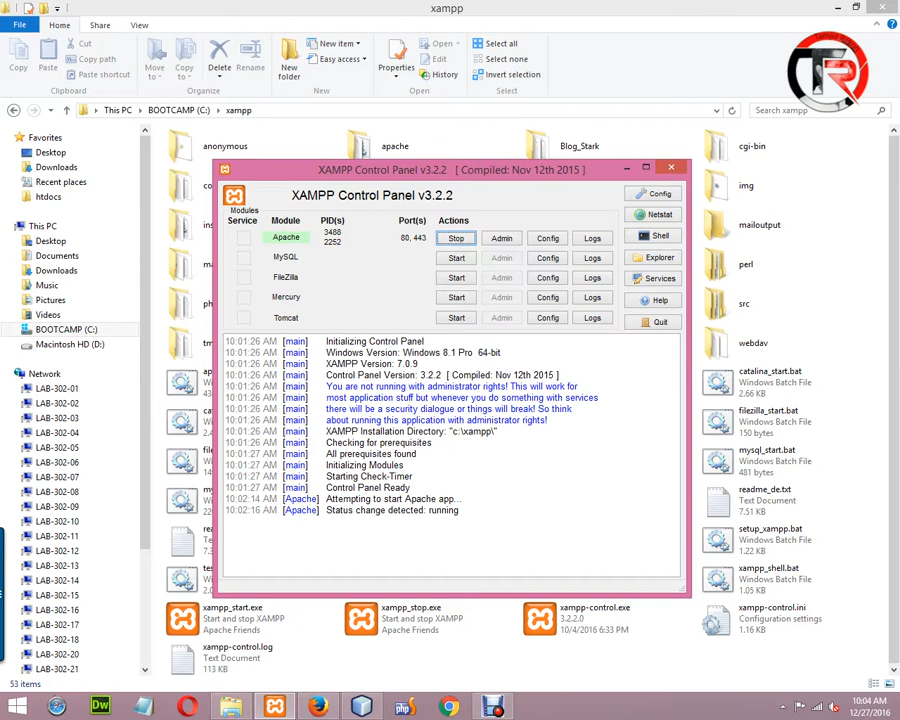 xampp
File
Home
Share
View
Copy
Paste
Cut
Copy path
Paste shortcut
Clipboard
Move to
Copy to
Delete
Rename
Organize
New folder
New item
Easy access
New
Properties
Open
Edit
History
Open
Select all
Select none
Invert selection
Select
TR
This PC
BOOTCAMP (C:)
xampp
Search xampp
Favorites
Desktop
Downloads
Recent places
htdocs
This PC
Desktop
Documents
Downloads
Music
Pictures
Videos
BOOTCAMP (C:)
Macintosh HD (D:)
Network
LAB-302-01
LAB-302-02
LAB-302-03
LAB-302-04
LAB-302-05
LAB-302-06
LAB-302-07
LAB-302-08
LAB-302-09
LAB-302-10
LAB-302-11
LAB-302-12
LAB-302-13
LAB-302-14
LAB-302-15
LAB-302-16
LAB-302-17
LAB-302-18
LAB-302-20
LAB-302-21
anonymous
apache
Blog_Stark
cgi-bin
img
mailoutput
perl
src
webdav
catalina_start.bat
Windows Batch File
2.66 KB
filezilla_start.bat
Windows Batch File
150 bytes
mysql_start.bat
Windows Batch File
481 bytes
readme_de.txt
Text Document
7.51 KB
setup_xampp.bat
Windows Batch File
1.22 KB
xampp_shell.bat
Windows Batch File
1.05 KB
xampp_start.exe
Start and stop XAMPP
Apache Friends
xampp_stop.exe
Start and stop XAMPP
Apache Friends
xampp-control.exe
3.2.2.0
10/4/2016 6:33 PM
xampp-control.ini
Configuration settings
1.16 KB
xampp-control.log
Text Document
113 KB
XAMPP Control Panel v3.2.2 [ Compiled: Nov 12th 2015 ]
XAMPP Control Panel v3.2.2
Modules
Service Module PID(s) Port(s) Actions
Apache 3488 80, 443 Stop Admin Config Logs
2252
MySQL Start Admin Config Logs
FileZilla Start Admin Config Logs
Mercury Start Admin Config Logs
Tomcat Start Admin Config Logs
Config
Netstat
Shell
Explorer
Services
Help
Quit
10:01:26 AM [main] Initializing Control Panel
10:01:26 AM [main] Windows Version: Windows 8.1 Pro 64-bit
10:01:26 AM [main] XAMPP Version: 7.0.9
10:01:26 AM [main] Control Panel Version: 3.2.2 [ Compiled: Nov 12th 2015 ]
10:01:26 AM [main] You are not running with administrator rights! This will work for
10:01:26 AM [main] most application stuff but whenever you do something with services
10:01:26 AM [main] there will be a security dialogue or things will break! So think
10:01:26 AM [main] about running this application with administrator rights!
10:01:26 AM [main] XAMPP Installation Directory: "c:\xampp\"
10:01:26 AM [main] Checking for prerequisites
10:01:27 AM [main] All prerequisites found
10:01:27 AM [main] Initializing Modules
10:01:27 AM [main] Starting Check-Timer
10:01:27 AM [main] Control Panel Ready
10:02:14 AM [Apache] Attempting to start Apache app...
10:02:16 AM [Apache] Status change detected: running
53 items
Dw
php
10:04 AM
12/27/2016